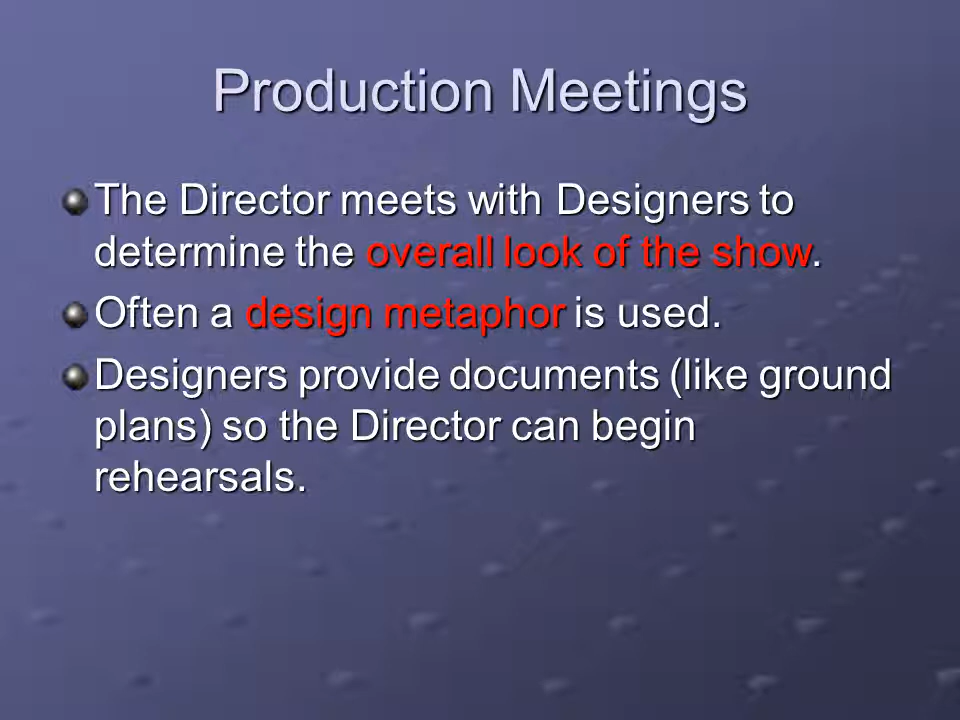 Production Meetings
The Director meets with Designers to
determine the overall look of the show.
Often a design metaphor is used.
Designers provide documents (like ground
plans) so the Director can begin
rehearsals.